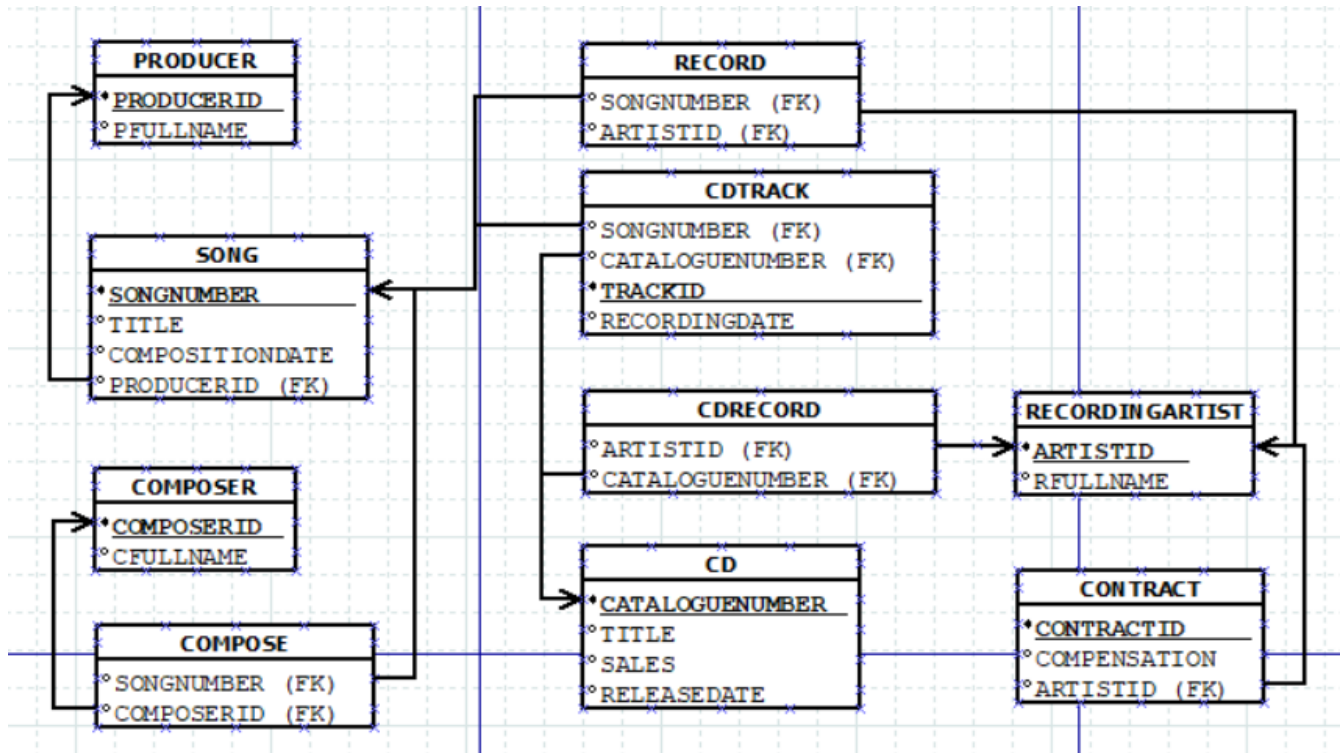 PRODUCER
PRODUCERID
PFULLNAME
SONG
SONGNUMBER
TITLE
COMPOSITIONDATE
PRODUCERID (FK)
COMPOSER
COMPOSERID
CFULLNAME
COMPOSE
SONGNUMBER (FK)
COMPOSERID (FK)
RECORD
SONGNUMBER (FK)
ARTISTID (FK)
CDTRACK
SONGNUMBER (FK)
CATALOGUENUMBER (FK)
TRACKID
RECORDINGDATE
CDRECORD
ARTISTID (FK)
CATALOGUENUMBER (FK)
CD
CATALOGUENUMBER
TITLE
SALES
RELEASEDATE
RECORDINGARTIST
ARTISTID
RFULLNAME
CONTRACT
CONTRACTID
COMPENSATION
ARTISTID (FK)